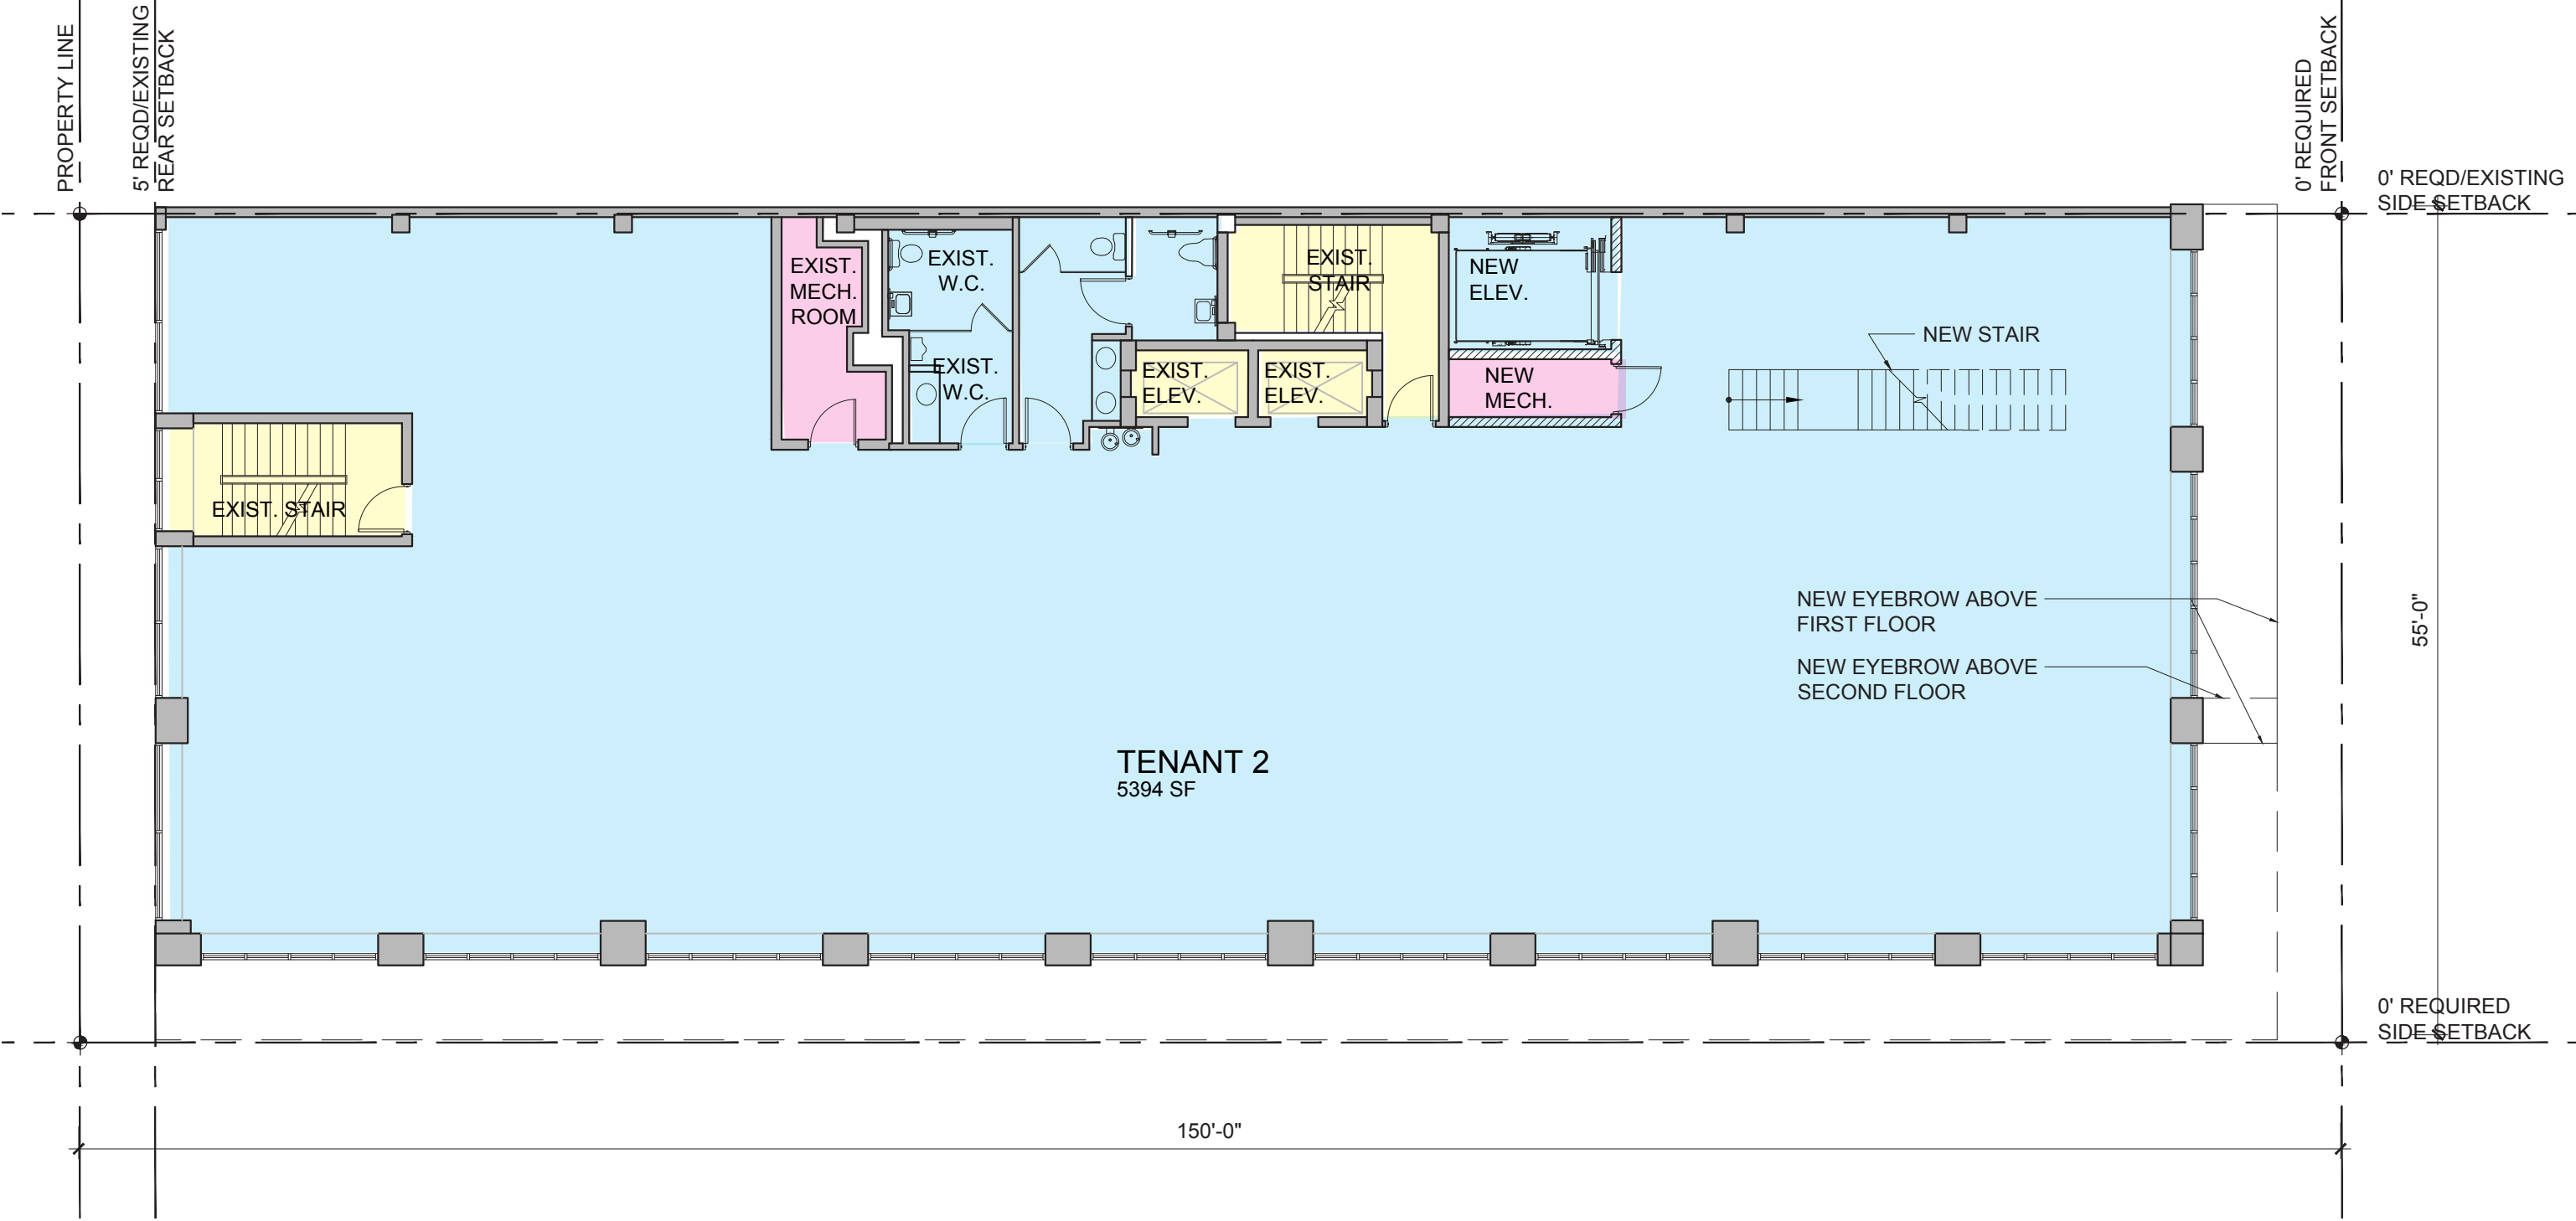 PROPERTY LINE
5' REQD/EXISTING
REAR SETBACK
0' REQUIRED
FRONT SETBACK
0' REQD/EXISTING
SIDE SETBACK
EXIST.
MECH.
ROOM
EXIST.
W.C.
EXIST.
W.C.
EXIST.
STAIR
NEW
ELEV.
EXIST.
ELEV.
EXIST.
ELEV.
NEW
MECH.
NEW STAIR
EXIST. STAIR
NEW EYEBROW ABOVE
FIRST FLOOR
NEW EYEBROW ABOVE
SECOND FLOOR
55'-0"
TENANT 2
5394 SF
0' REQUIRED
SIDE SETBACK
150'-0"